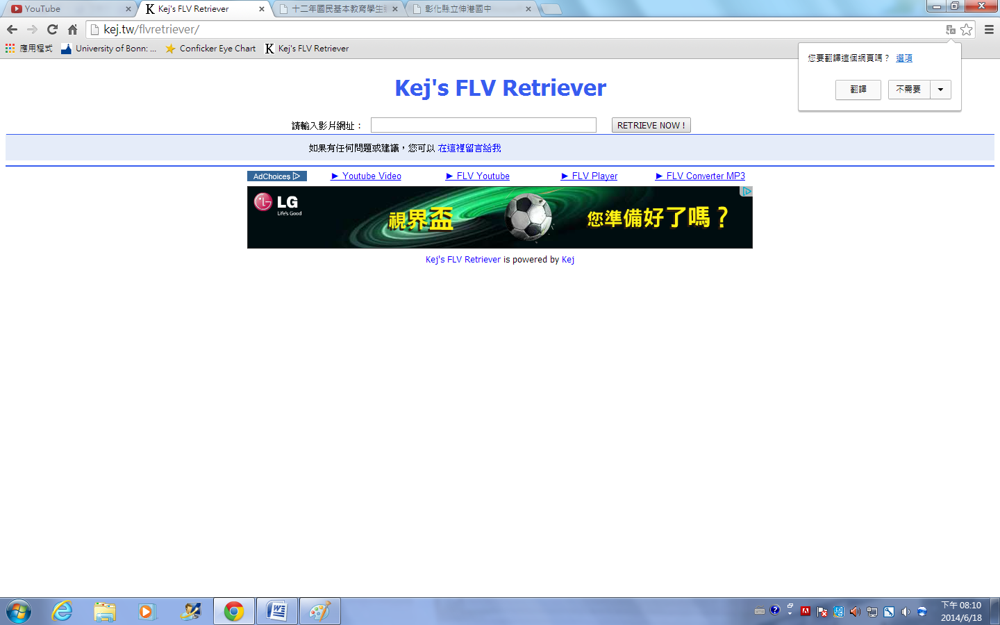 YouTube
Kej's FLV Retriever
十二年國民基本教育學生
彰化縣立伸港國中
kej.tw/flvretriever/
應用程式
University of Bonn: ...
Conficker Eye Chart
Kej's FLV Retriever
您要翻譯這個網頁嗎？ 選項
翻譯
不需要
Kej's FLV Retriever
請輸入影片網址：
RETRIEVE NOW !
如果有任何問題或建議，您可以 在這裡留言給我
AdChoices
► Youtube Video
► FLV Youtube
► FLV Player
► FLV Converter MP3
LG
Life's Good
視界盃
您準備好了嗎？
Kej's FLV Retriever is powered by Kej
下午 08:10
2014/6/18